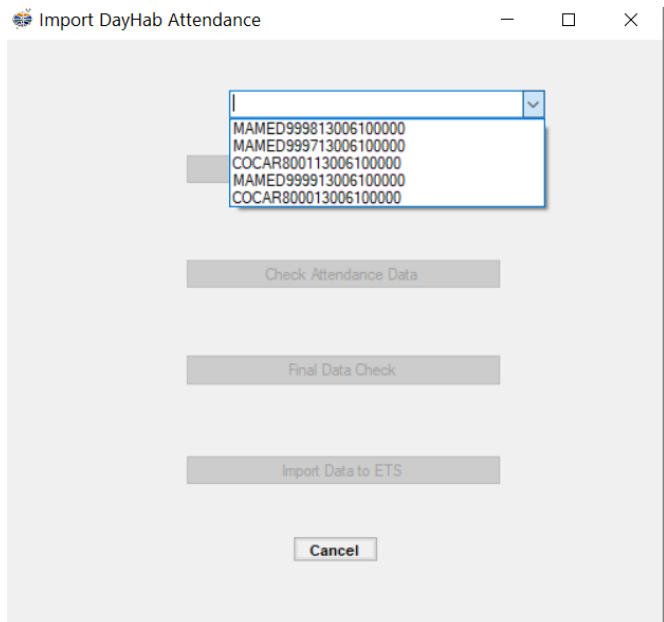 Import DayHab Attendance
MAMED999813006100000
MAMED999713006100000
COCAR800113006100000
MAMED999913006100000
COCAR800013006100000
Check Attendance Data
Final Data Check
Import Data to ETS
Cancel